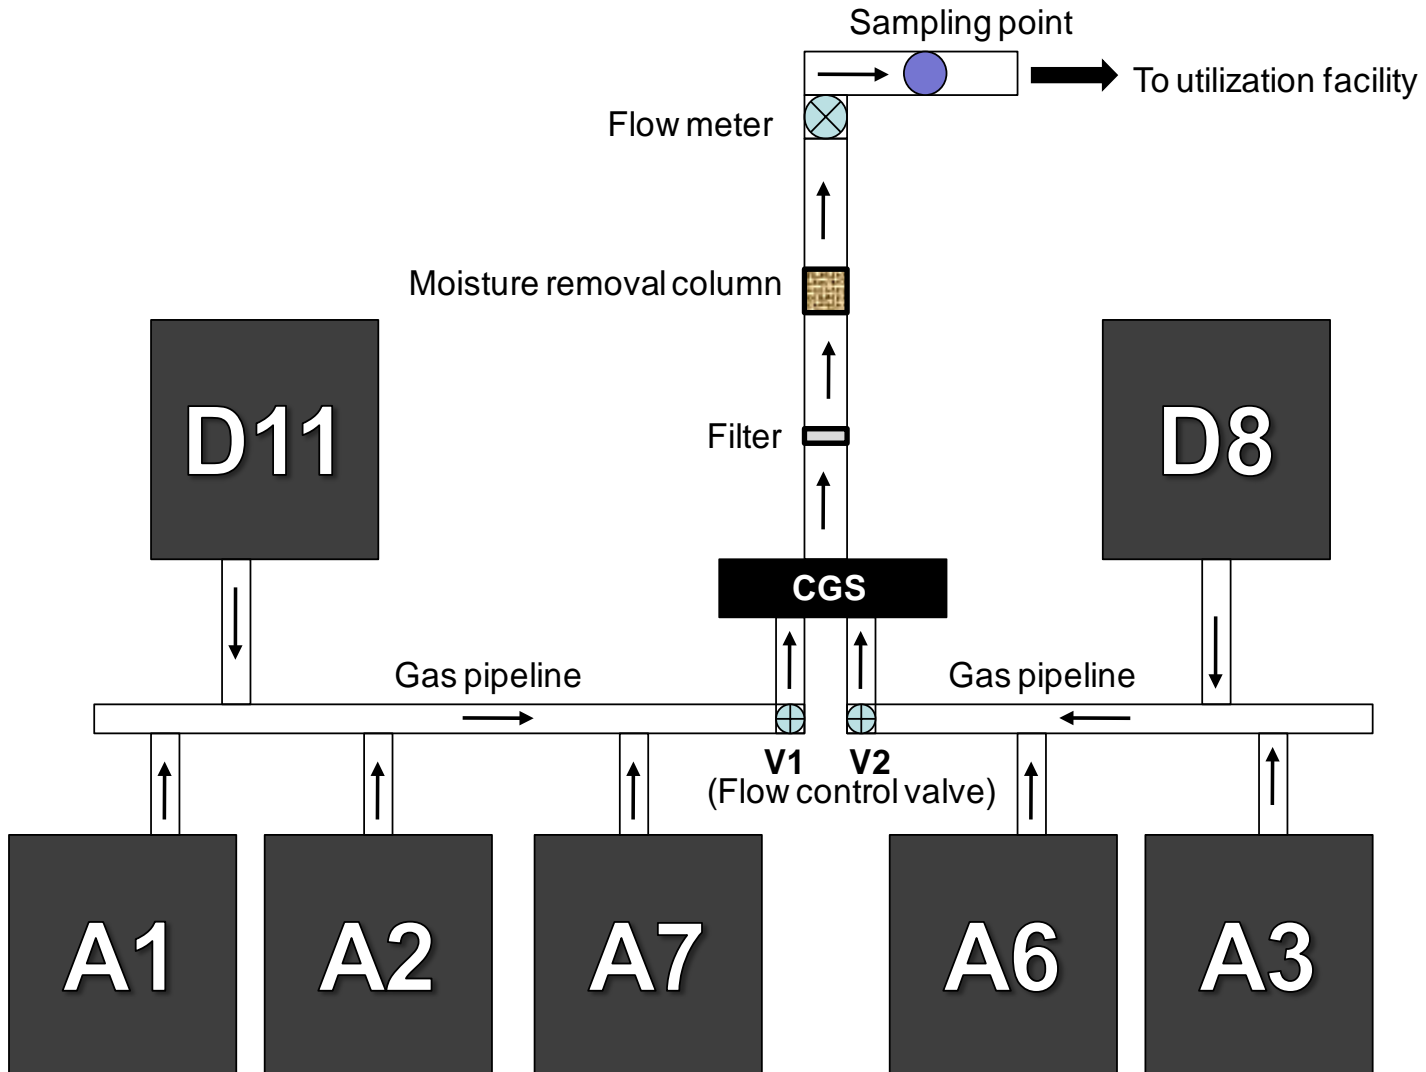 Sampling point
To utilization facility
Flow meter
Moisture removal column
D11
D8
Filter
CGS
Gas pipeline
Gas pipeline
V1
V2
(Flow control valve)
A1
A2
A7
A6
A3